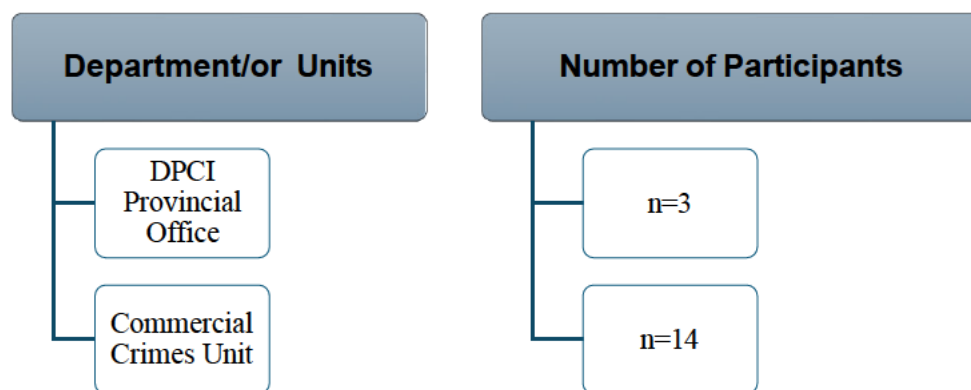 Department/or Units
Number of Participants
DPCI
Provincial
Office
n=3
Commercial
Crimes Unit
n=14